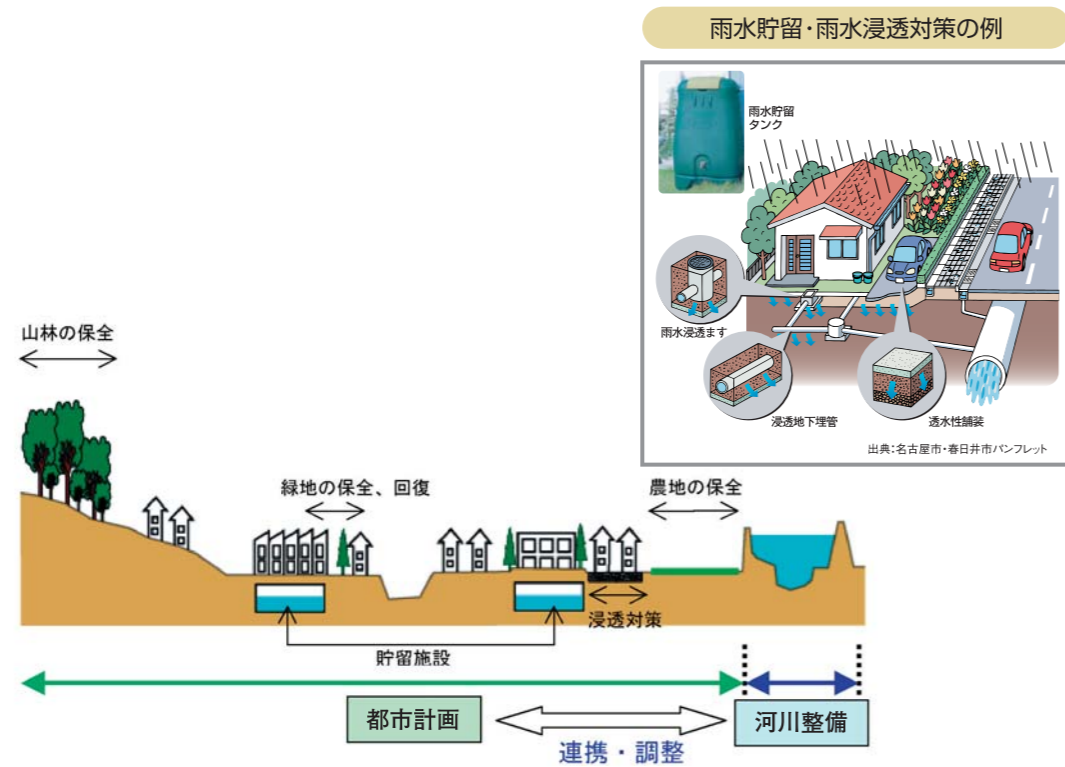 雨水貯留・雨水浸透対策の例
雨水貯留
タンク
雨水浸透ます
浸透地下埋管
透水性舗装
出典：名古屋市・春日井市パンフレット
山林の保全
緑地の保全、回復
農地の保全
浸透対策
貯留施設
都市計画
河川整備
連携・調整